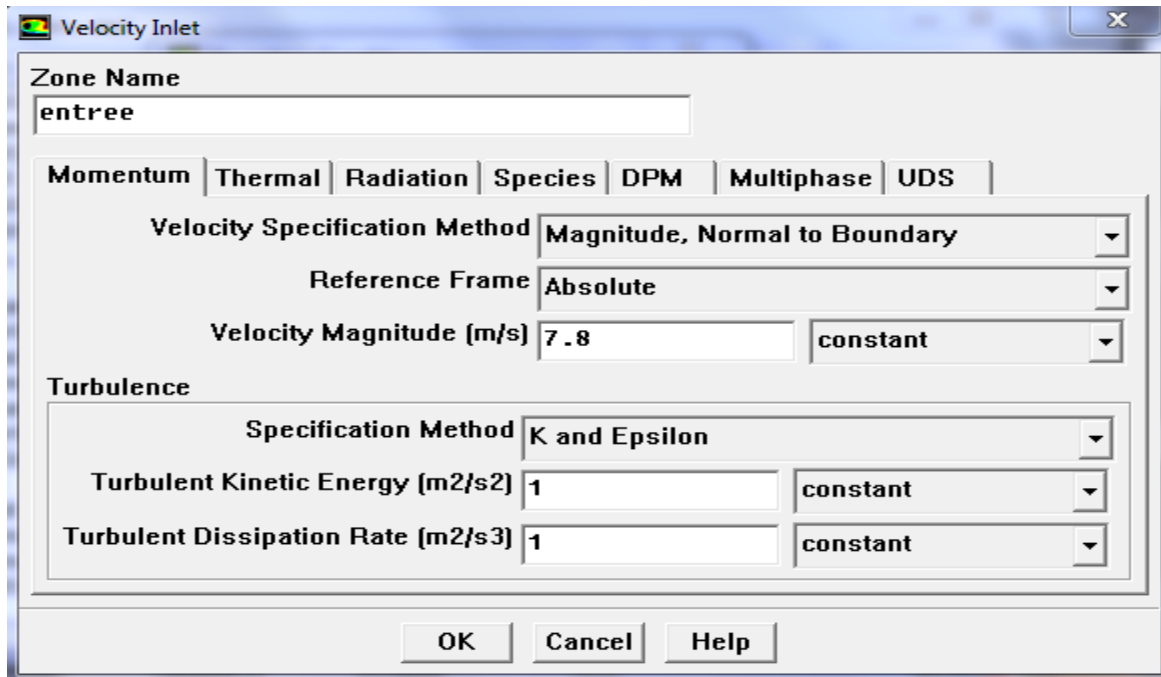 Velocity Inlet
Zone Name
entree
Momentum Thermal Radiation Species DPM Multiphase UDS
Velocity Specification Method Magnitude, Normal to Boundary
Reference Frame Absolute
Velocity Magnitude (m/s) 7.8 constant
Turbulence
Specification Method K and Epsilon
Turbulent Kinetic Energy (m2/s2) 1 constant
Turbulent Dissipation Rate (m2/s3) 1 constant
OK Cancel Help